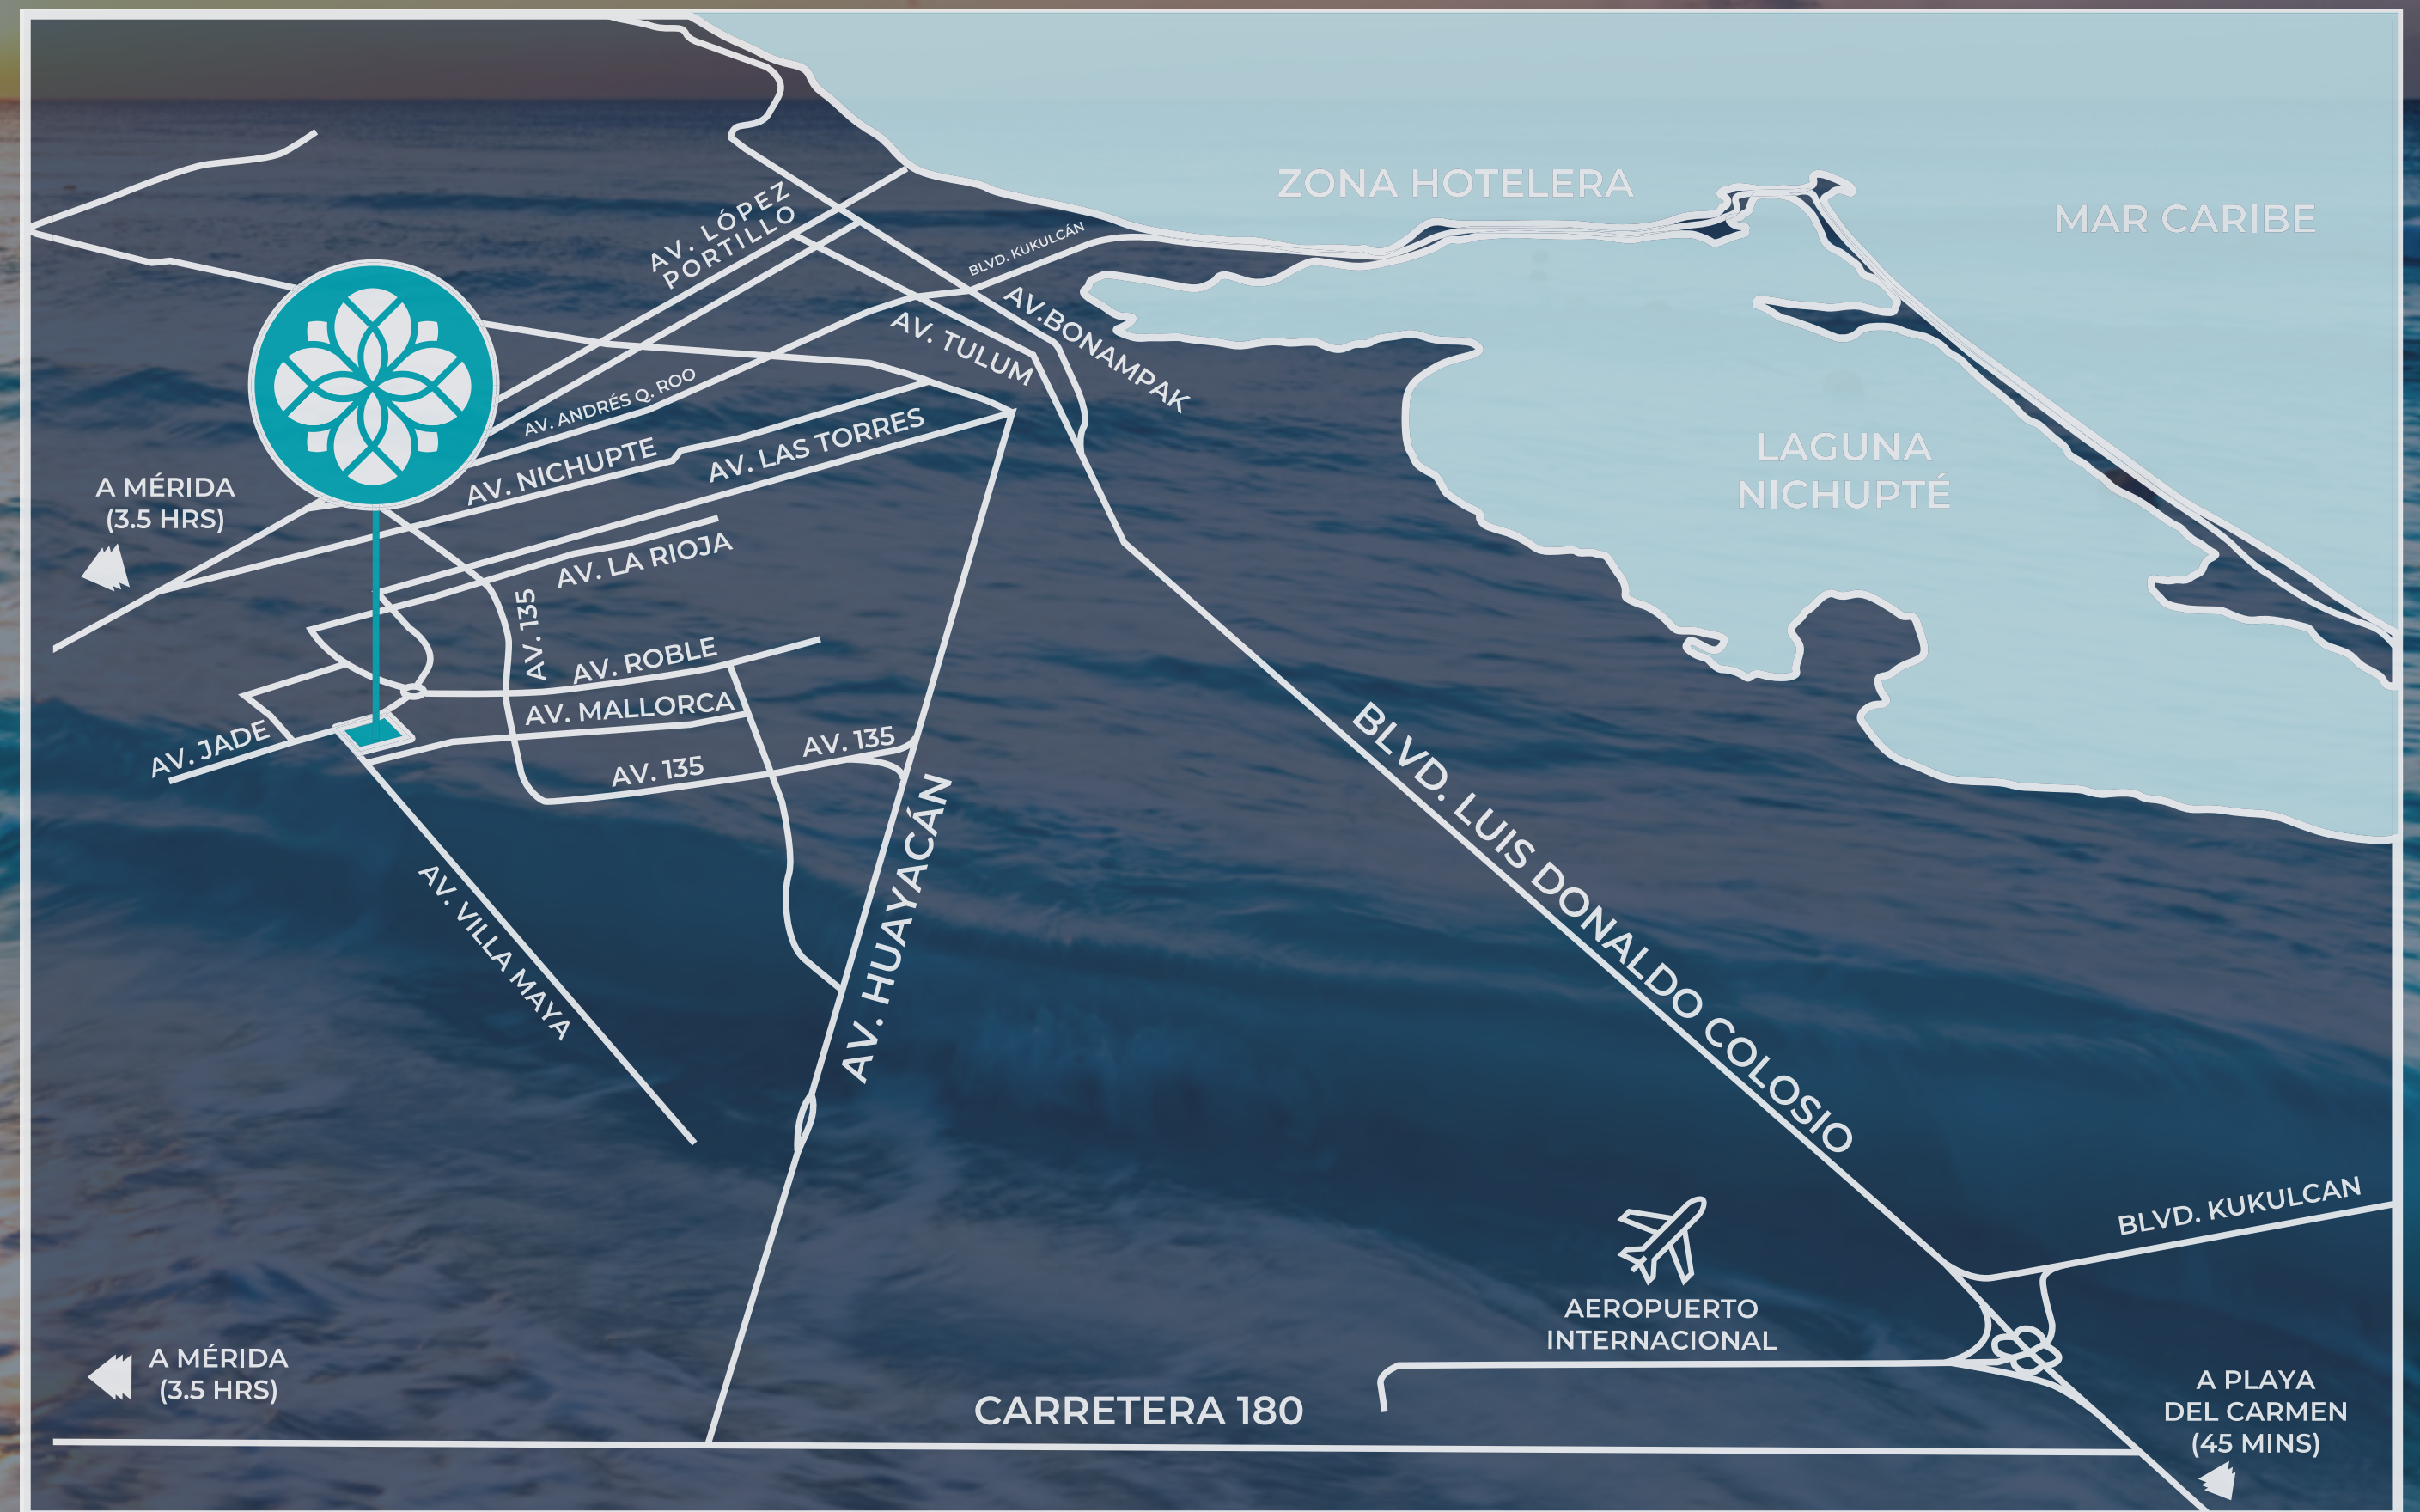 ZONA HOTELERA
MAR CARIBE
AV. LÓPEZ
PORTILLO
BLVD. KUKULCÁN
AV.BONAMPAK
AV. TULUM
AV. ANDRÉS Q. ROO
AV. NICHUPTE
AV. LAS TORRES
LAGUNA
NICHUPTÉ
A MÉRIDA
(3.5 HRS)
AV. LA RIOJA
AV. 135
AV. ROBLE
AV. MALLORCA
AV. JADE
AV. 135
AV. 135
BLVD. LUIS DONALDO COLOSIO
AV. HUAYACÁN
AV. VILLA MAYA
BLVD. KUKULCAN
AEROPUERTO
INTERNACIONAL
A MÉRIDA
(3.5 HRS)
CARRETERA 180
A PLAYA
DEL CARMEN
(45 MINS)